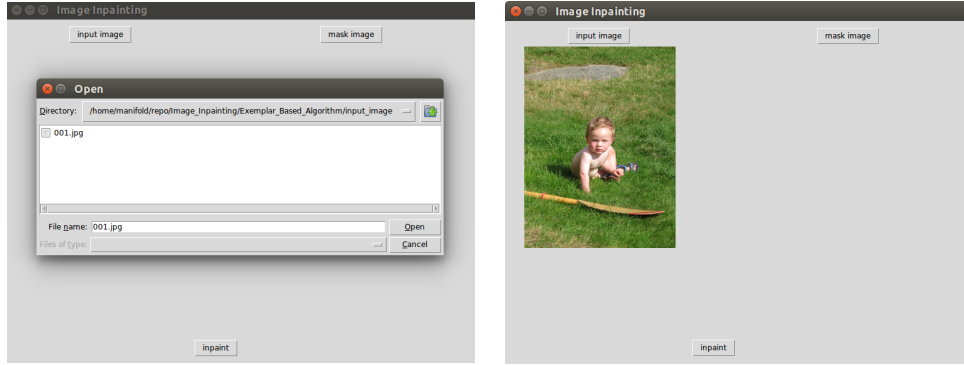 Image Inpainting
input image
mask image
Open
Directory: /home/manifold/repo/Image_Inpainting/Exemplar_Based_Algorithm/input_image
001.jpg
File name: 001.jpg
Open
Files of type:
Cancel
inpaint
Image Inpainting
input image
mask image
inpaint